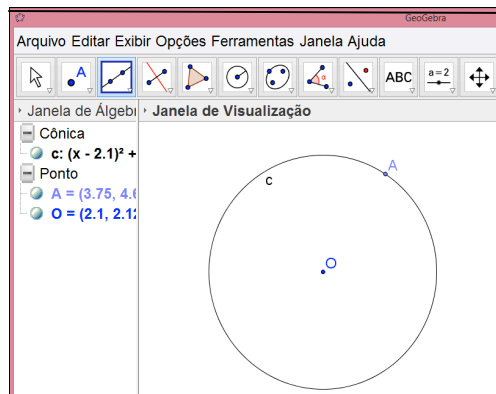 GeoGebra
Arquivo Editar Exibir Opções Ferramentas Janela Ajuda
A α ABC a=2
Janela de Álgebr
Janela de Visualização
Cônica
c: (x - 2.1)² +
Ponto
A = (3.75, 4.6
O = (2.1, 2.12
c
A
O